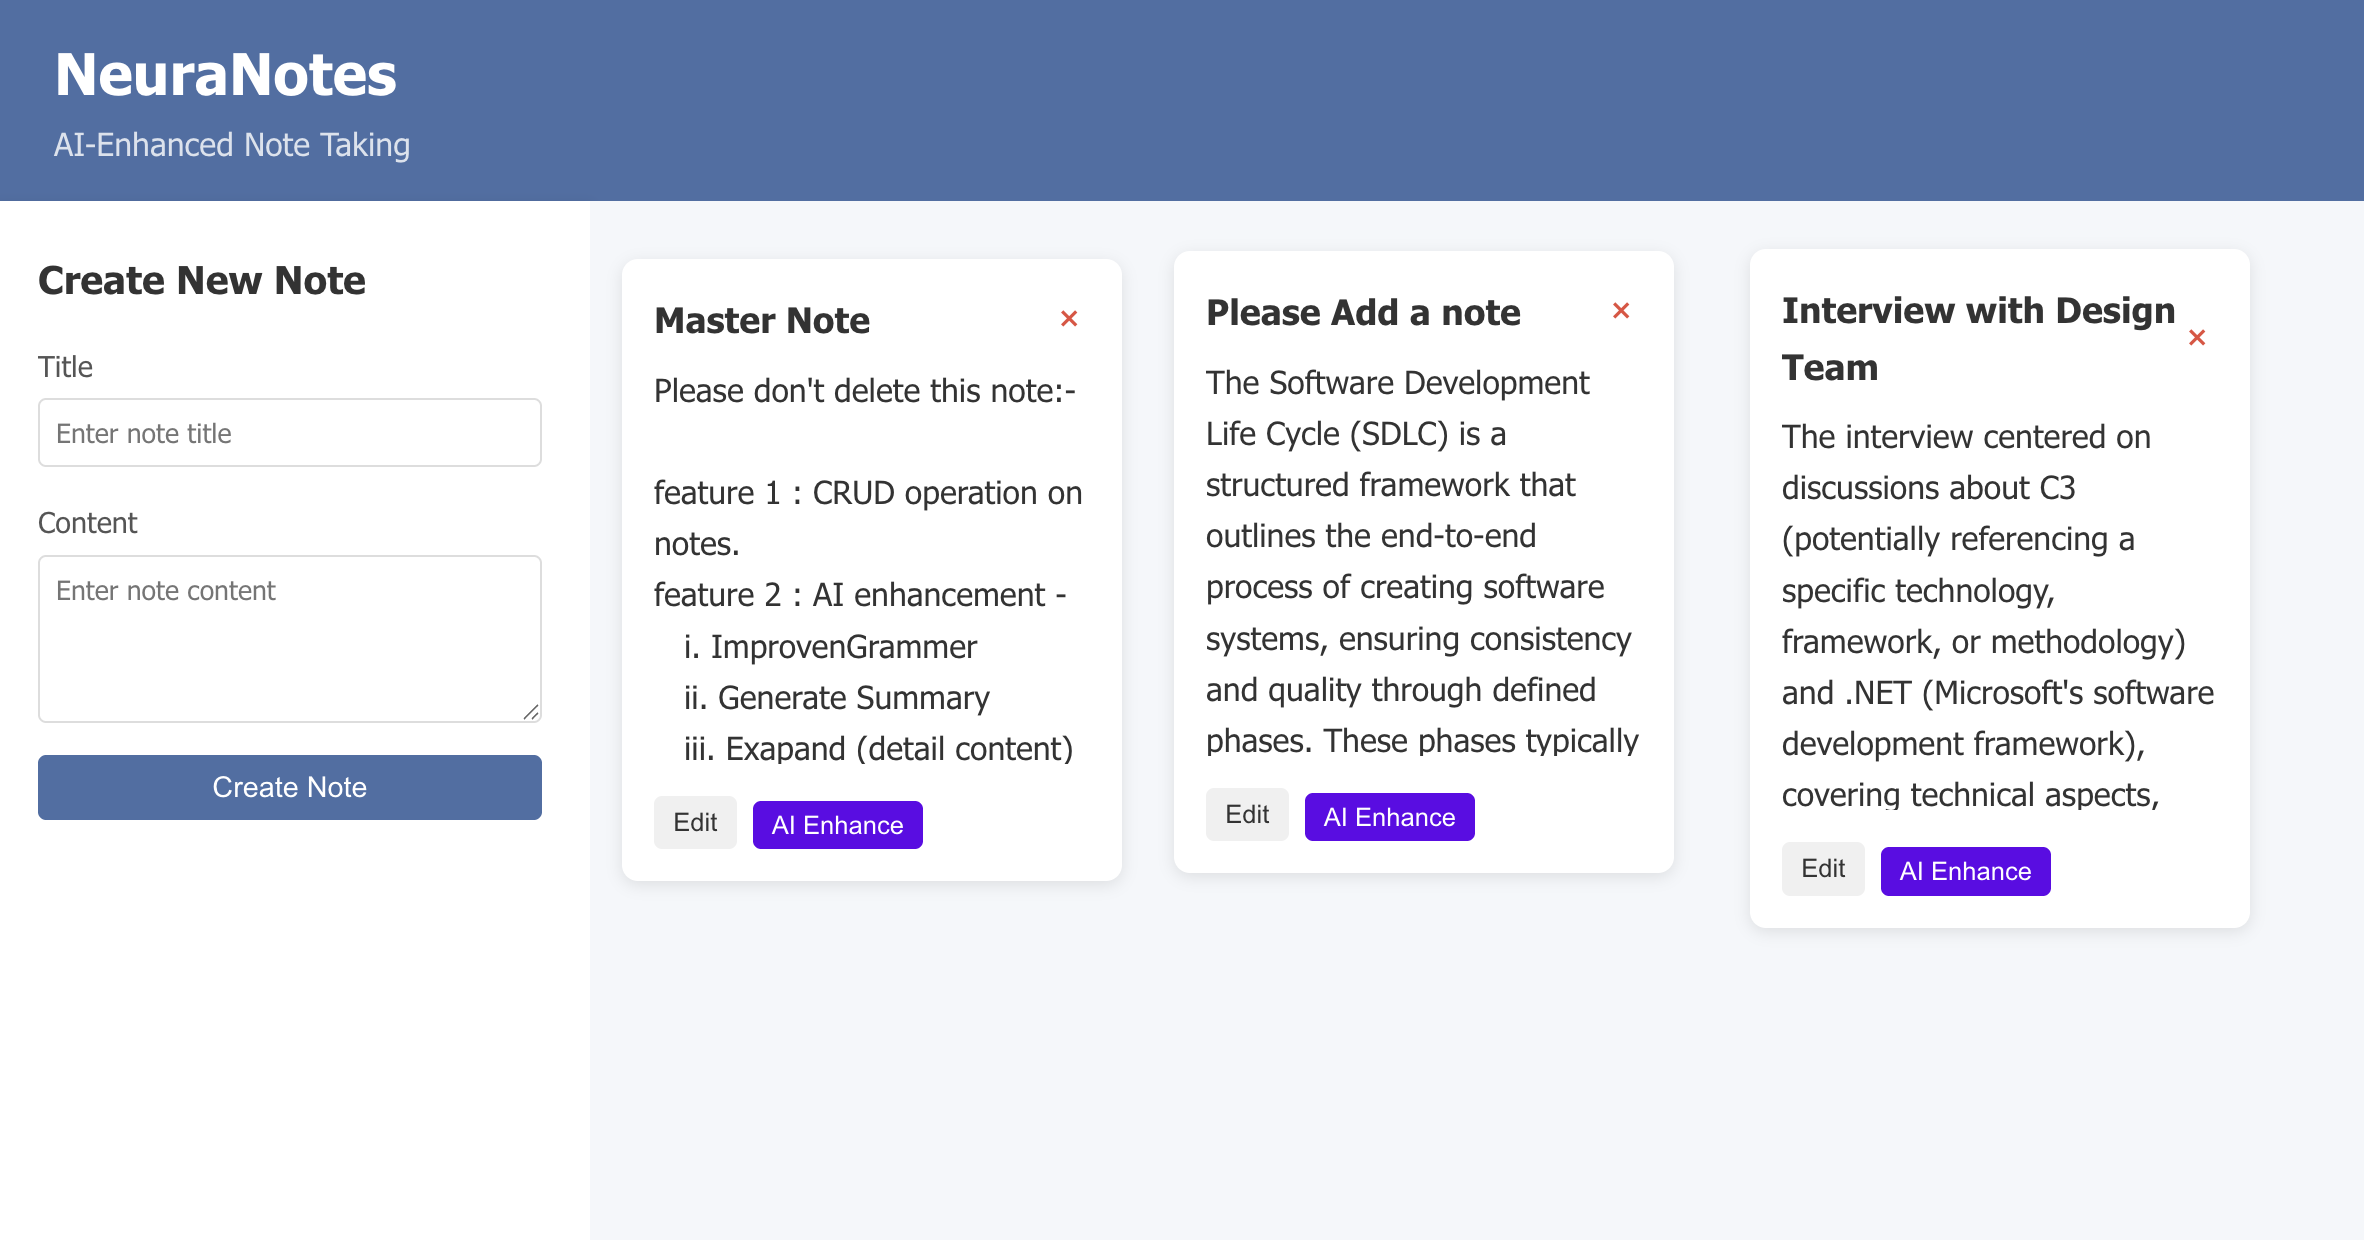 NeuraNotes
AI-Enhanced Note Taking
Create New Note
Title
Enter note title
Content
Enter note content
Create Note
Master Note
×
Please don't delete this note:-
feature 1 : CRUD operation on
notes.
feature 2 : AI enhancement -
i. ImprovenGrammer
ii. Generate Summary
iii. Exapand (detail content)
Edit
AI Enhance
Please Add a note
×
The Software Development
Life Cycle (SDLC) is a
structured framework that
outlines the end-to-end
process of creating software
systems, ensuring consistency
and quality through defined
phases. These phases typically
Edit
AI Enhance
Interview with Design
Team
×
The interview centered on
discussions about C3
(potentially referencing a
specific technology,
framework, or methodology)
and .NET (Microsoft's software
development framework),
covering technical aspects,
Edit
AI Enhance